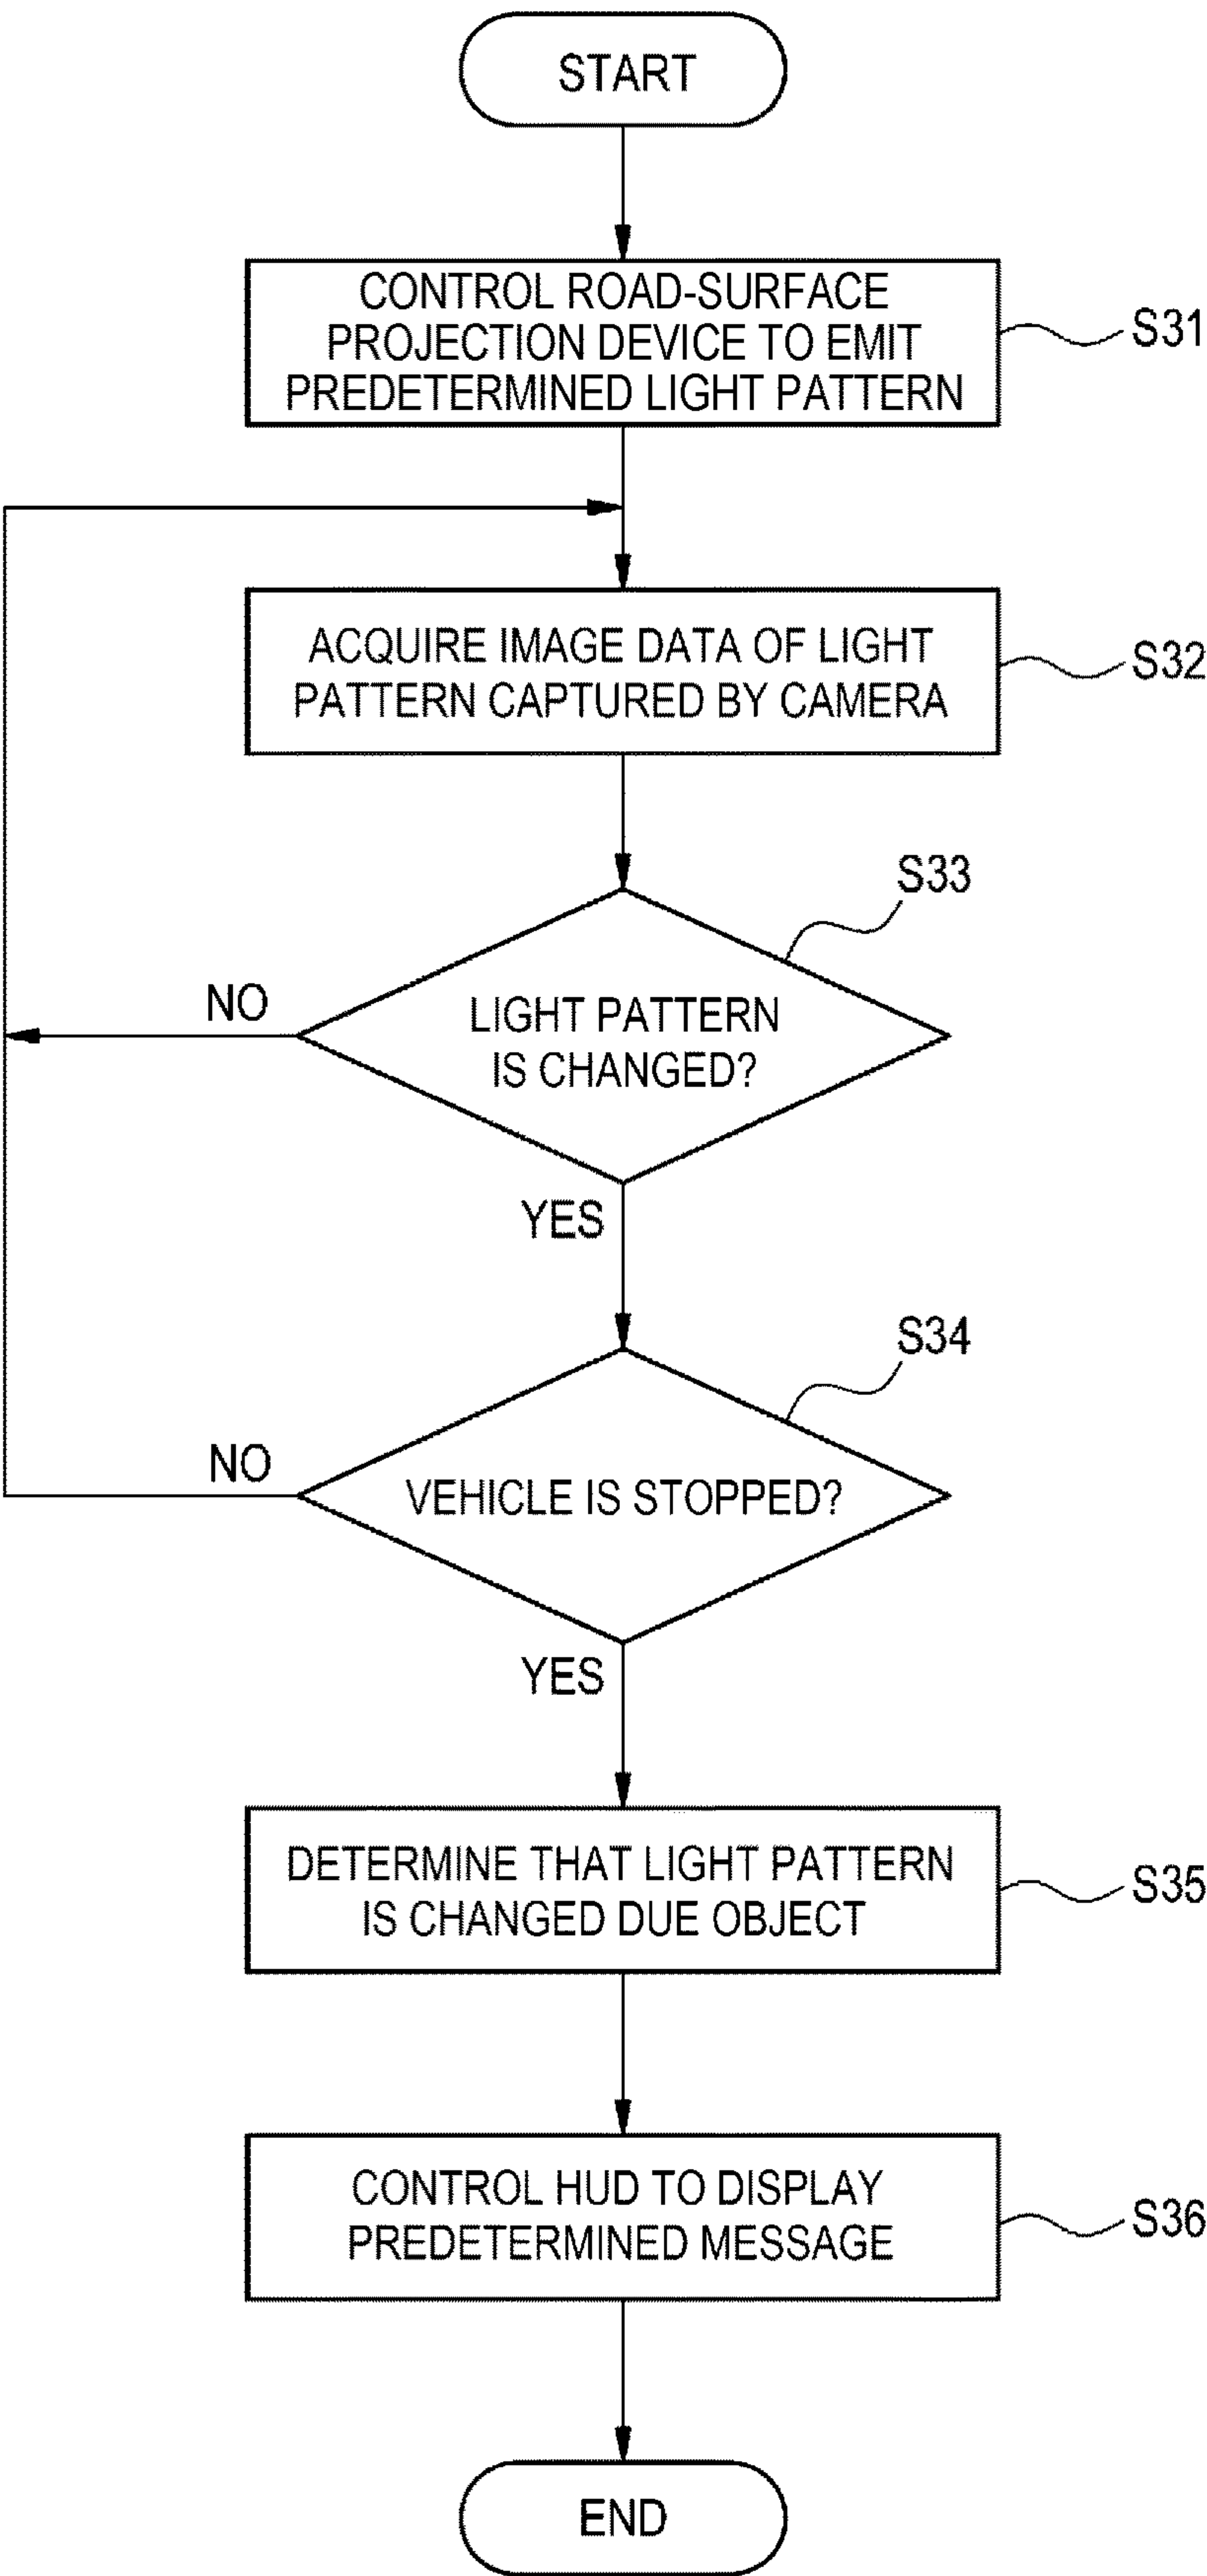 START
CONTROL ROAD-SURFACE
PROJECTION DEVICE TO EMIT
PREDETERMINED LIGHT PATTERN
S31
ACQUIRE IMAGE DATA OF LIGHT
PATTERN CAPTURED BY CAMERA
S32
S33
NO
LIGHT PATTERN
IS CHANGED?
YES
S34
NO
VEHICLE IS STOPPED?
YES
DETERMINE THAT LIGHT PATTERN
IS CHANGED DUE OBJECT
S35
CONTROL HUD TO DISPLAY
PREDETERMINED MESSAGE
S36
END